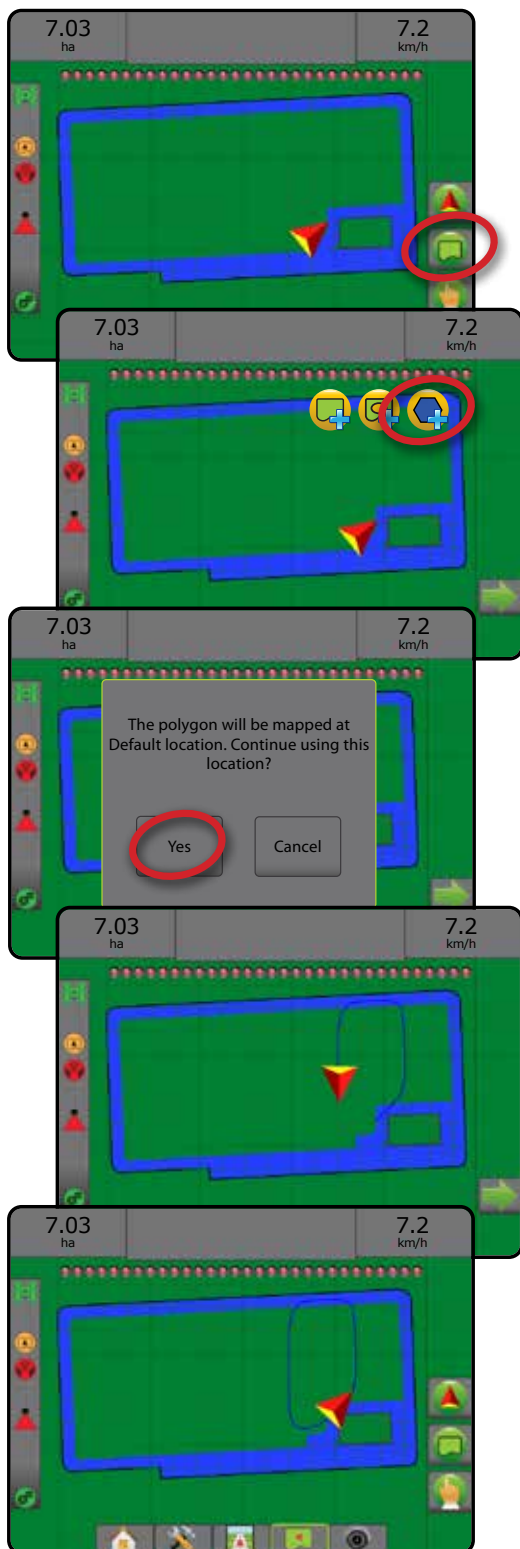 7.03
7.2
ha
km/h
7.03
7.2
ha
km/h
7.03
7.2
ha
km/h
The polygon will be mapped at
Default location. Continue using this
location?
Yes
Cancel
7.03
7.2
ha
km/h
7.03
7.2
ha
km/h